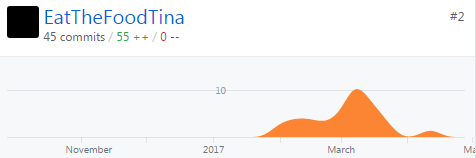 EatTheFoodTina
#2
45 commits / 55 ++ / 0 --
10
November 2017 March